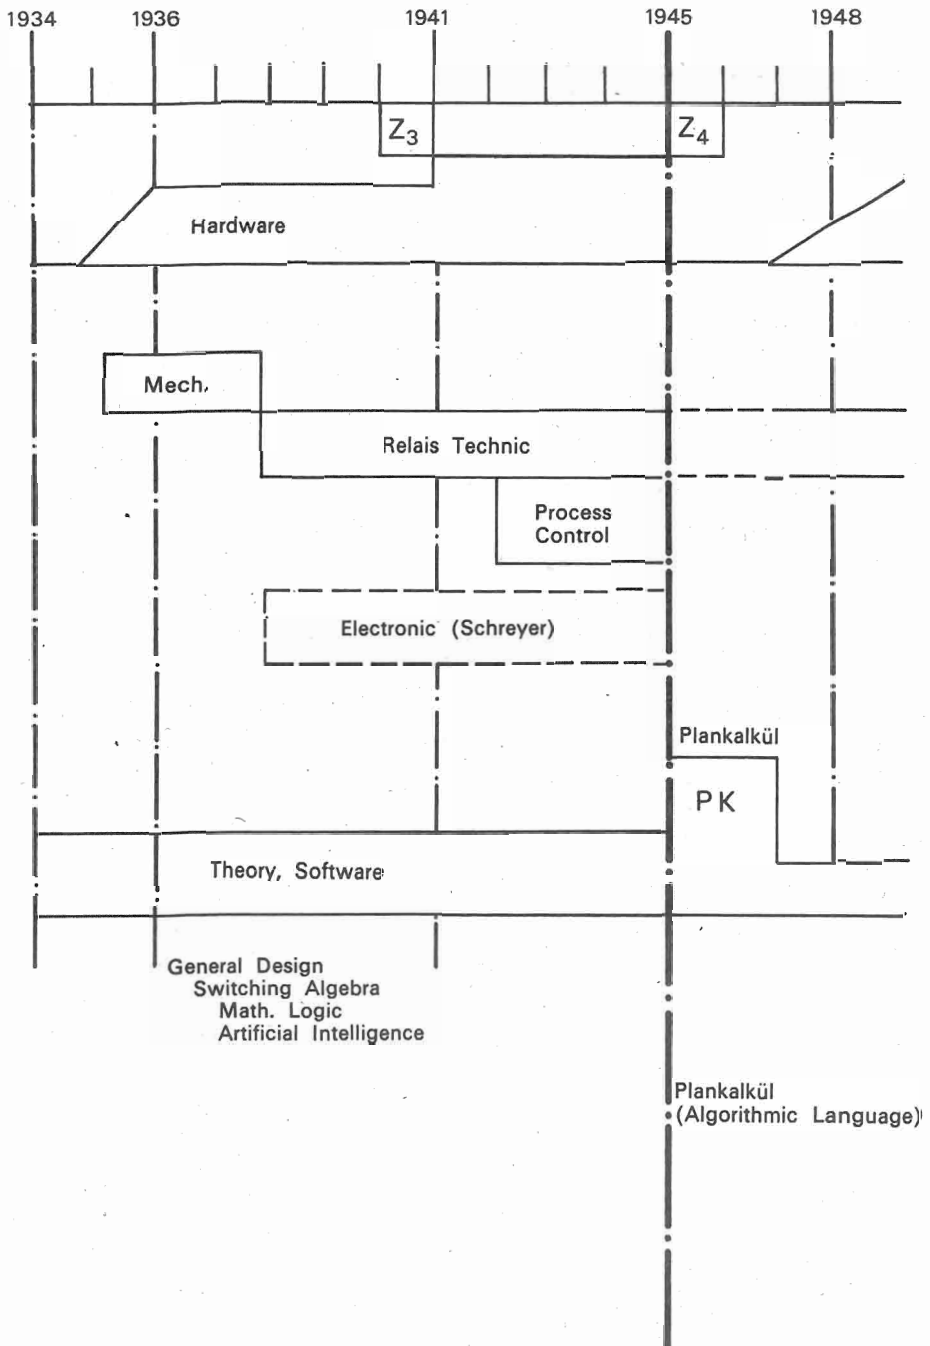 1934 1936 1941 1945 1948
Z3 Z4
Hardware
Mech.
Relais Technic
Process
Control
Electronic (Schreyer)
Plankalkül
PK
Theory, Software
General Design
Switching Algebra
Math. Logic
Artificial Intelligence
Plankalkül
(Algorithmic Language)